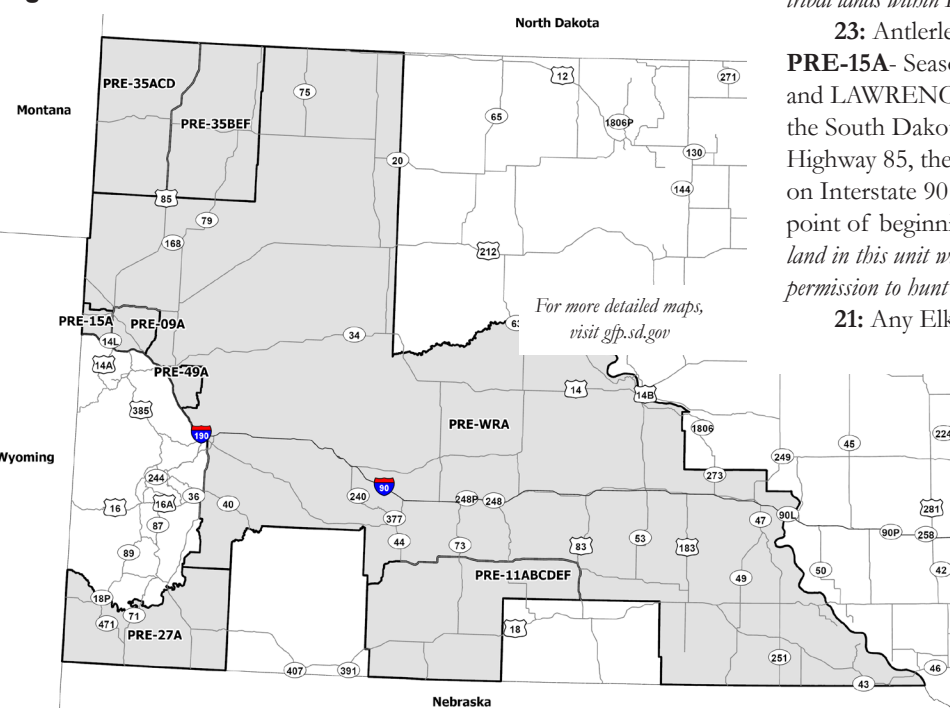 North Dakota
Montana
Wyoming
Nebraska
PRE-35ACD
PRE-35BEF
PRE-15A
PRE-09A
PRE-49A
PRE-WRA
PRE-11ABCDEF
PRE-27A
75
12
271
65
1806P
20
130
144
85
79
168
212
14L
34
14A
385
14
14B
190
1806
45
249
224
273
90
240
248P
248
244
36
16
16A
40
377
47
90L
281
87
44
73
83
53
183
90P
258
89
50
42
49
18P
471
71
18
251
407
391
43
46
For more detailed maps,
visit gfp.sd.gov
tribal lands within
23: Antlerle
PRE-15A- Seaso
and LAWRENC
the South Dako
Highway 85, the
on Interstate 90
point of beginni
land in this unit w
permission to hunt
21: Any Elk